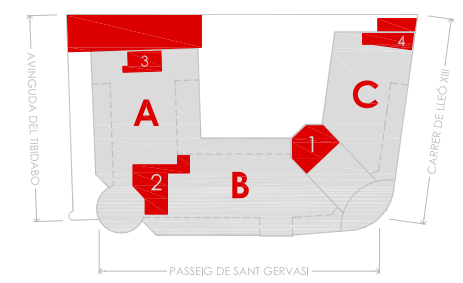 4
3
C
A
1
2
B
AVINGUDA DEL TIBIDABO
CARRER DE LLEÓ XIII
PASSEIG DE SANT GERVASI